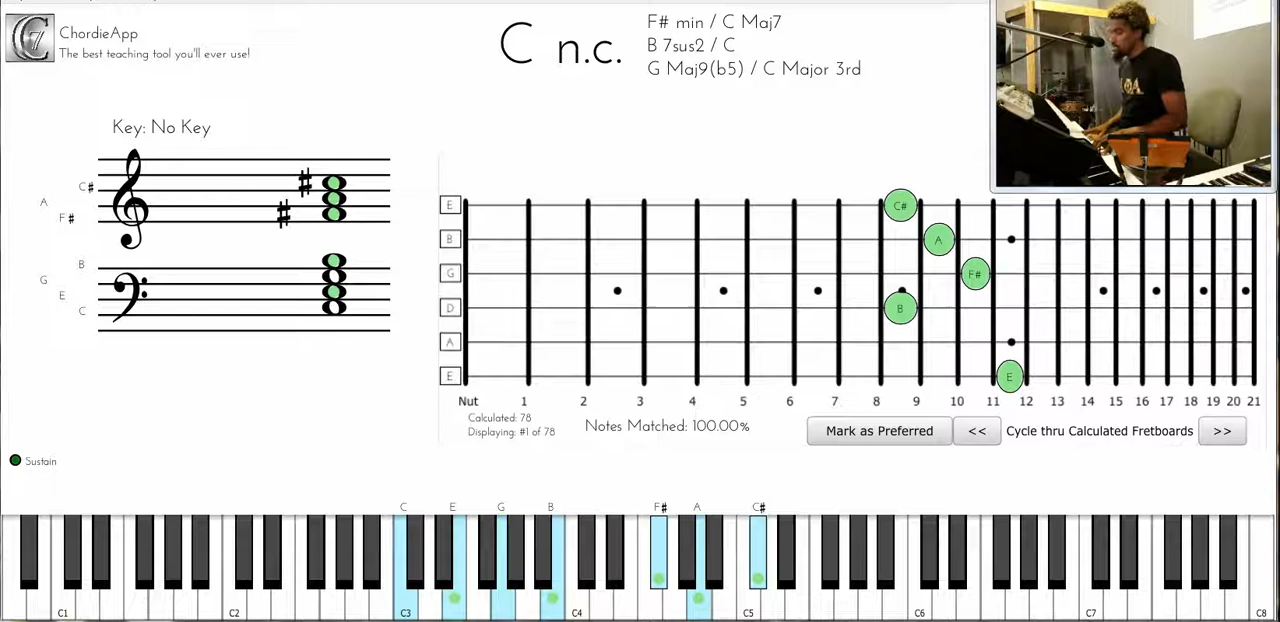 ChordieApp
The best teaching tool you'll ever use!
C n.c.
F# min / C Maj7
B 7sus2 / C
G Maj9(b5) / C Major 3rd
Key: No Key
C#
A
F#
B
G
E
C
E
B
G
D
A
E
C#
A
F#
B
E
Nut 1 2 3 4 5 6 7 8 9 10 11 12 13 14 15 16 17 18 19 20 21
Calculated: 78
Displaying: #1 of 78
Notes Matched: 100.00%
Mark as Preferred
<<
Cycle thru Calculated Fretboards
>>
Sustain
C E G B F# A C#
C1 C2 C3 C4 C5 C6 C7 C8